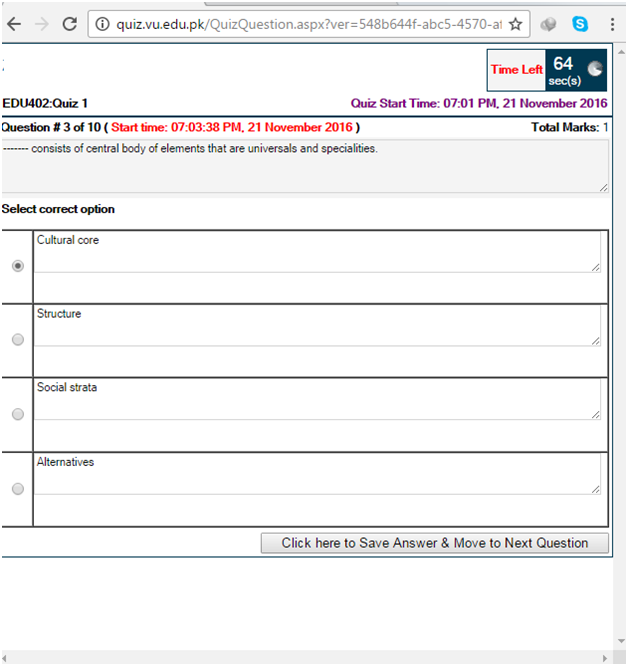 quiz.vu.edu.pk/QuizQuestion.aspx?ver=548b644f-abc5-4570-af
Time Left 64
sec(s)
EDU402:Quiz 1 Quiz Start Time: 07:01 PM, 21 November 2016
Question # 3 of 10 ( Start time: 07:03:38 PM, 21 November 2016 ) Total Marks: 1
------- consists of central body of elements that are universals and specialities.
Select correct option
Cultural core
Structure
Social strata
Alternatives
Click here to Save Answer & Move to Next Question